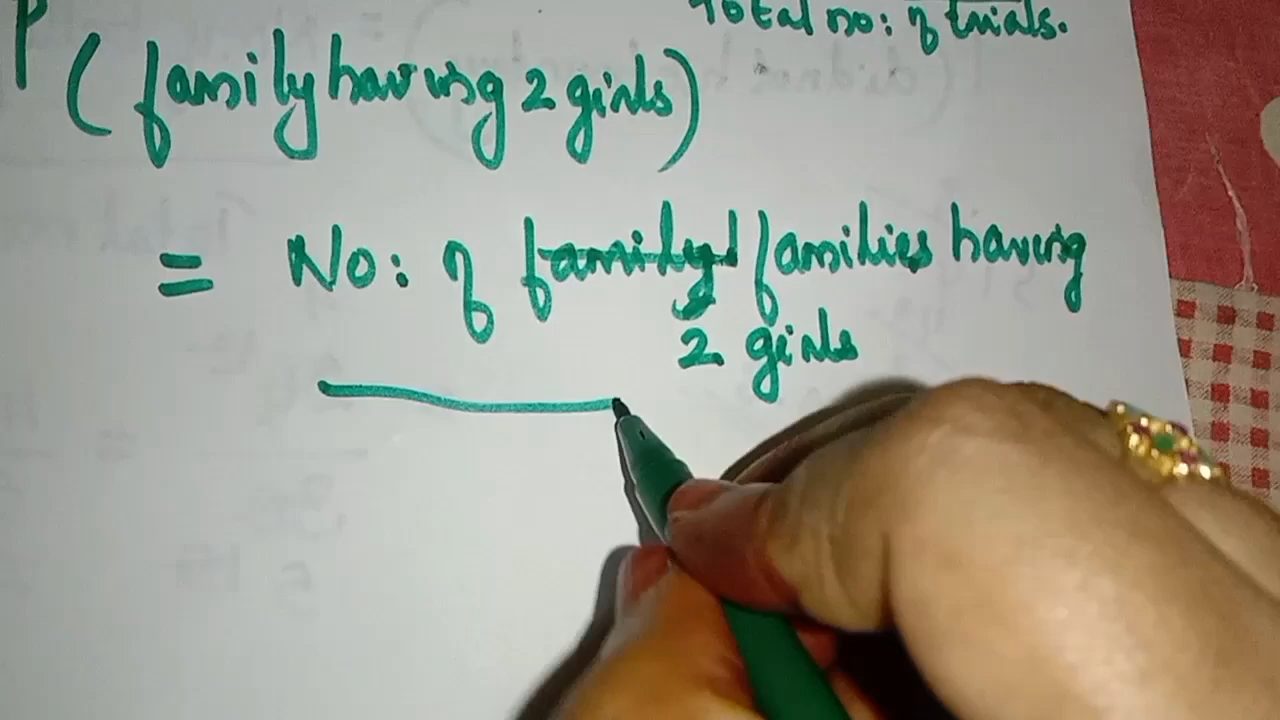 Total no: of trials.
P (family having 2 girls)
= No: of family families having
2 girls